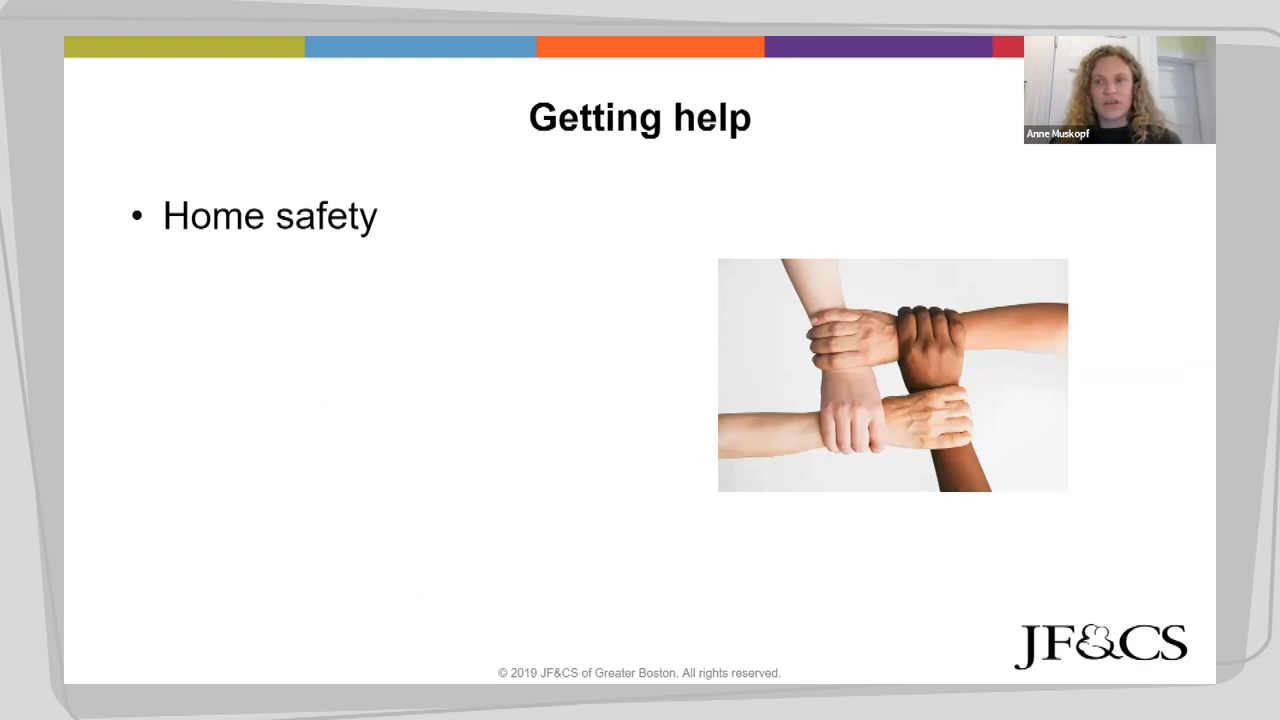 Getting help
Anne Muskopf
• Home safety
JF&CS
© 2019 JF&CS of Greater Boston. All rights reserved.